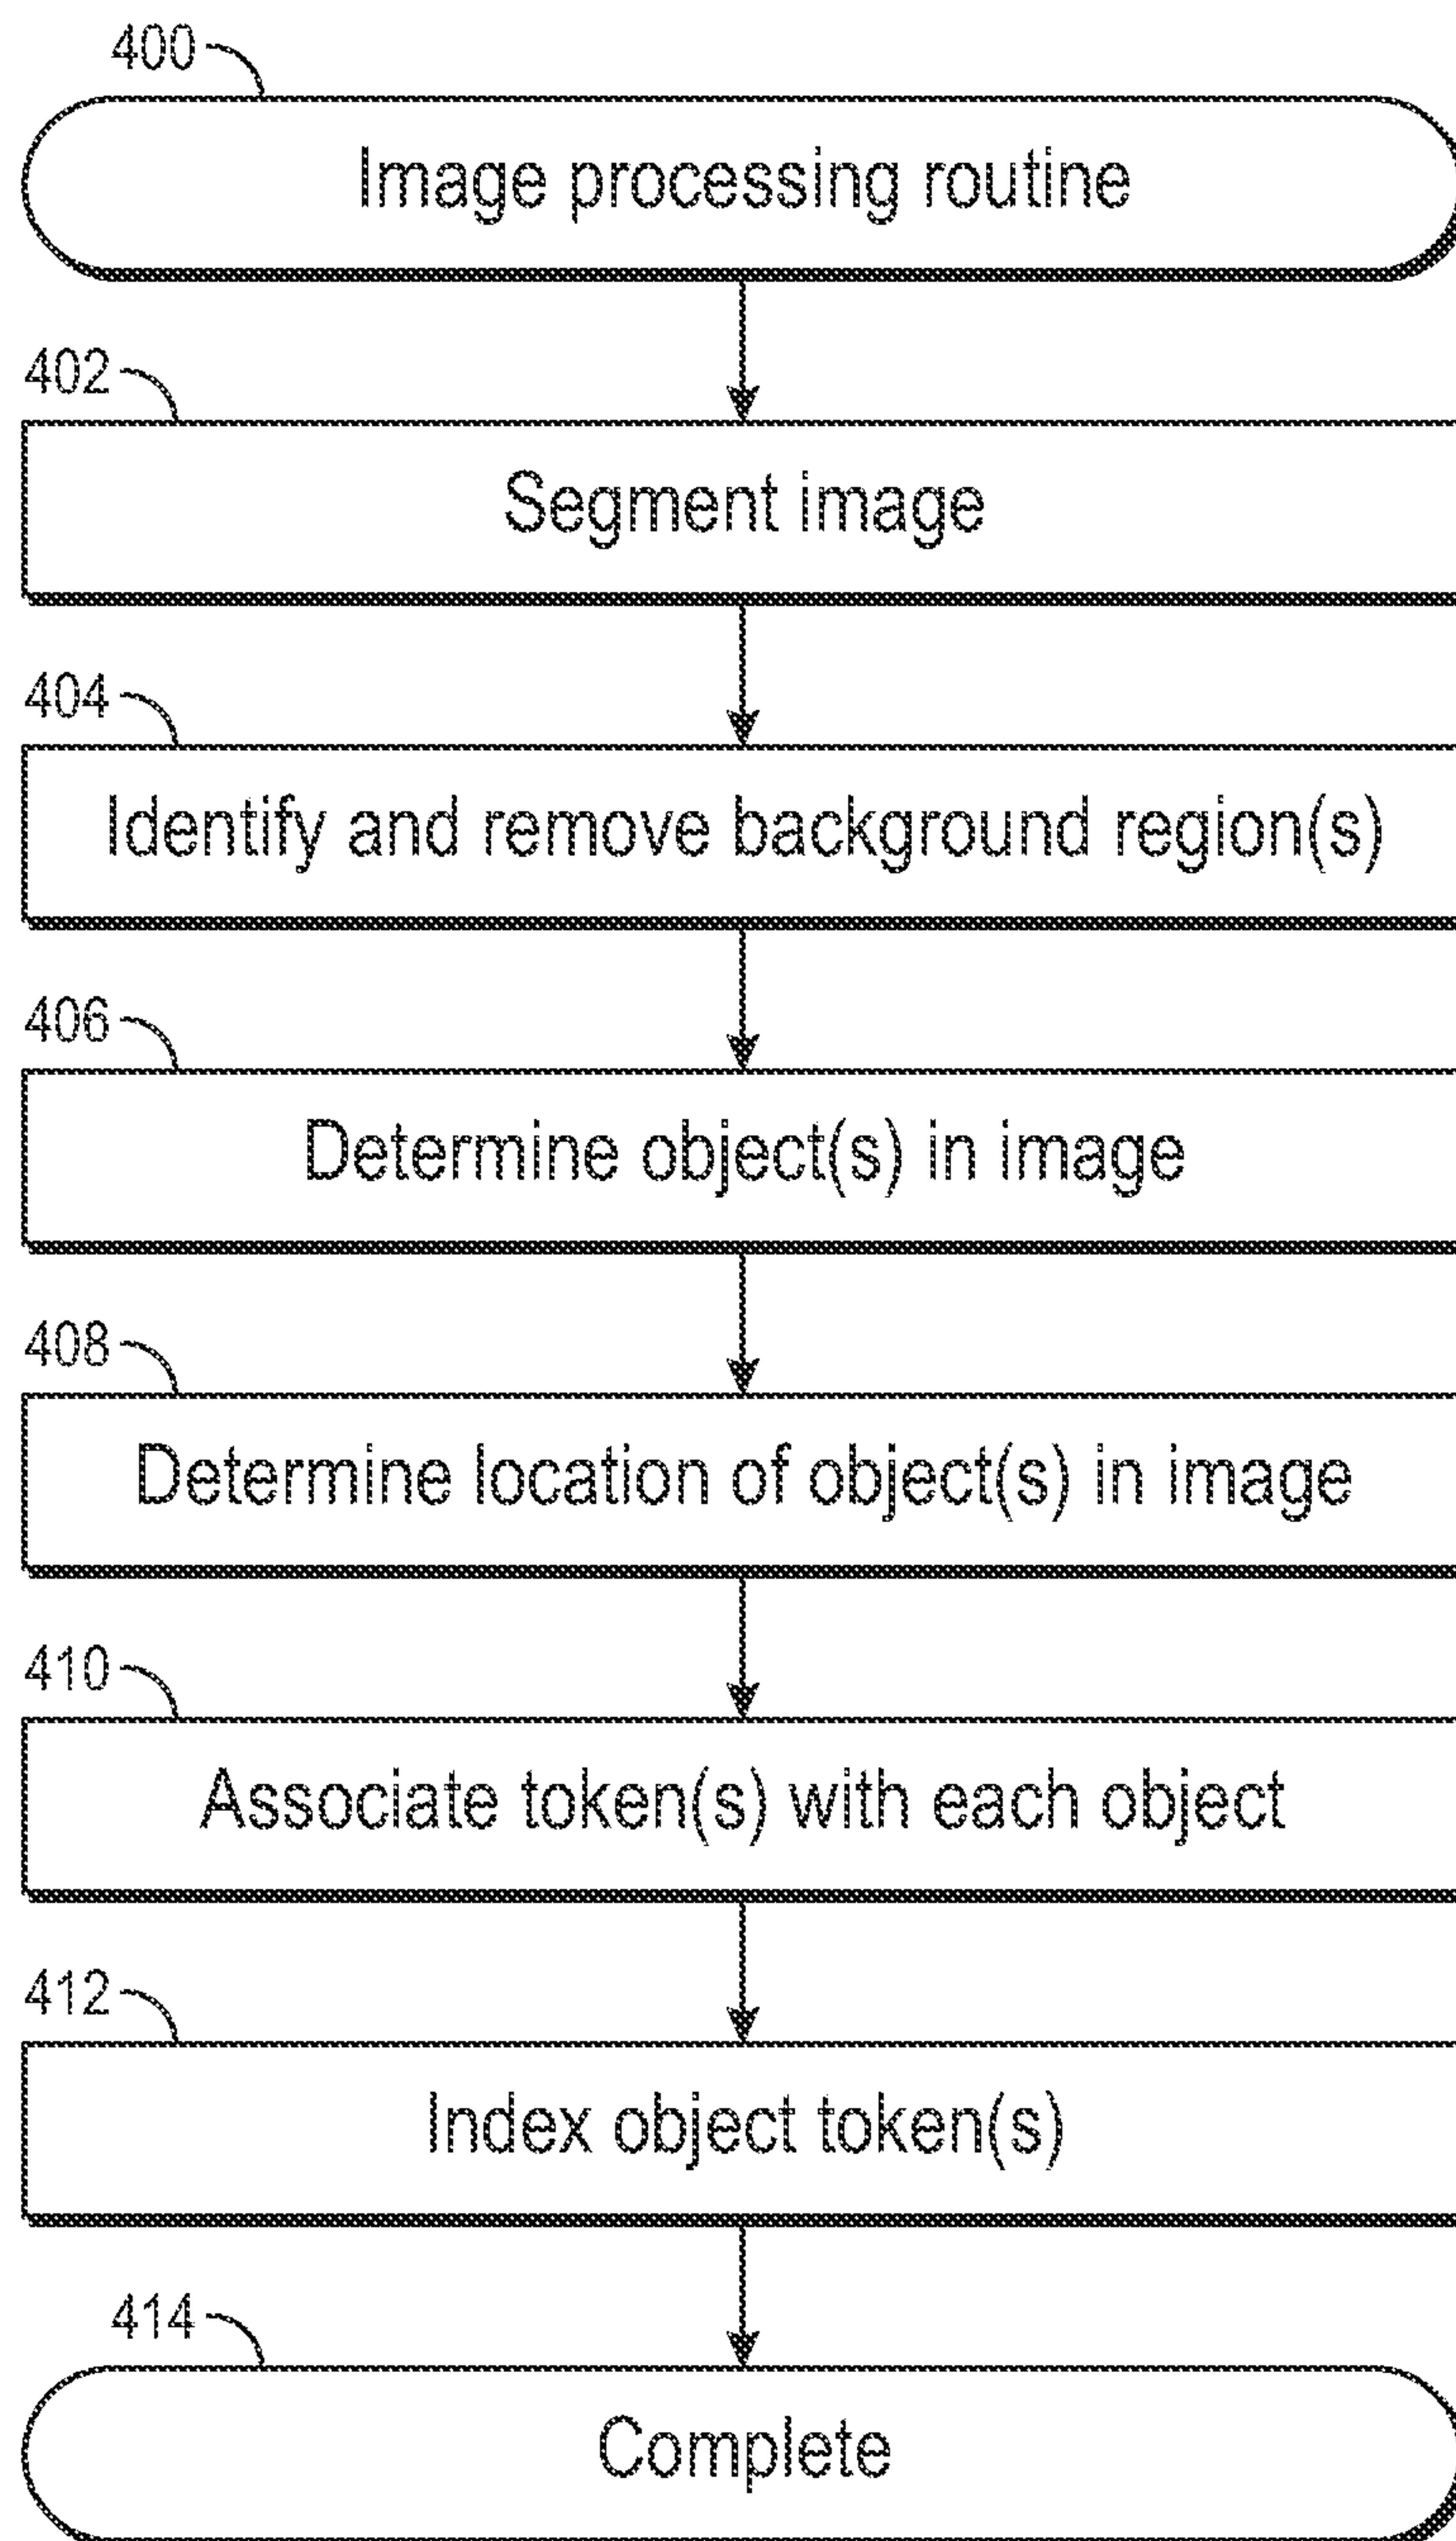 400
Image processing routine
402
Segment image
404
Identify and remove background region(s)
406
Determine object(s) in image
408
Determine location of object(s) in image
410
Associate token(s) with each object
412
Index object token(s)
414
Complete